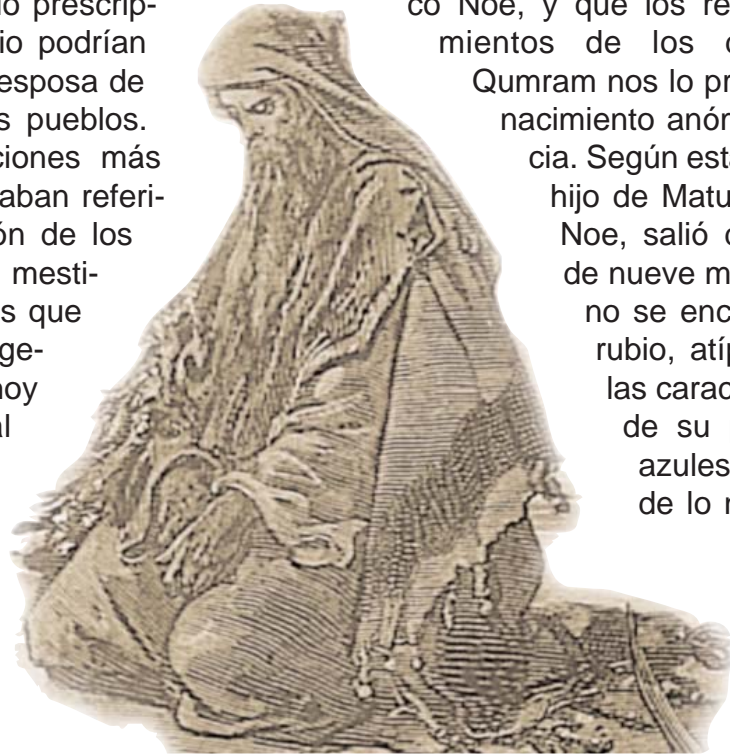 prescrip-
io podrían
esposa de
s pueblos.
ciones más
aban referi-
ón de los
mesti-
s que
ge-
hoy
al
co Noé, y que los re
mientos de los
Qumram nos lo pr
nacimiento anór
cia. Según esta
hijo de Matu
Noe, salió
de nueve m
no se enc
rubio, atíp
las carac
de su
azules
de lo